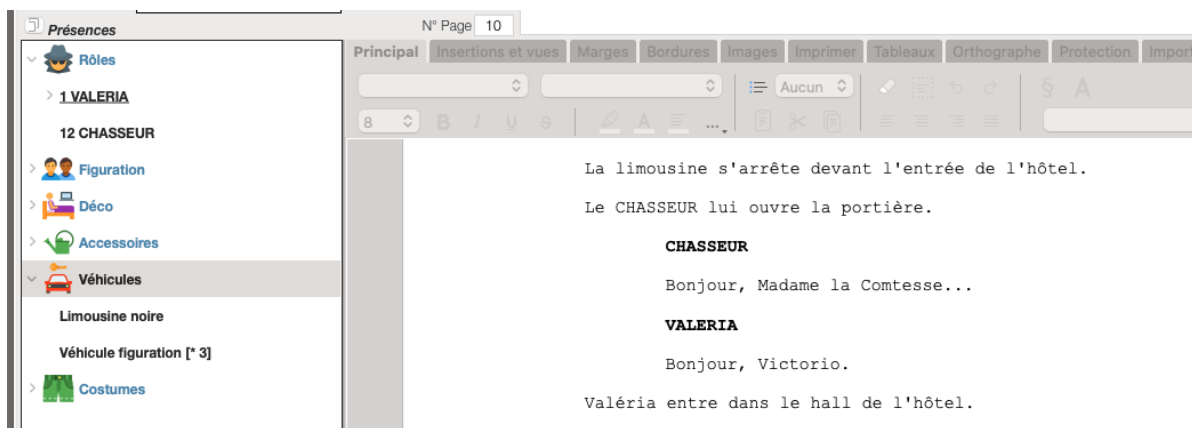 Présences
N° Page 10
Rôles
1 VALERIA
12 CHASSEUR
Figuration
Déco
Accessoires
Véhicules
Limousine noire
Véhicule figuration [* 3]
Costumes
Principal Insertions et vues Marges Bordures Images Imprimer Tableaux Orthographe Protection Import
Aucun § A
8 B I U S A ...
La limousine s'arrête devant l'entrée de l'hôtel.
Le CHASSEUR lui ouvre la portière.
CHASSEUR
Bonjour, Madame la Comtesse...
VALERIA
Bonjour, Victorio.
Valéria entre dans le hall de l'hôtel.